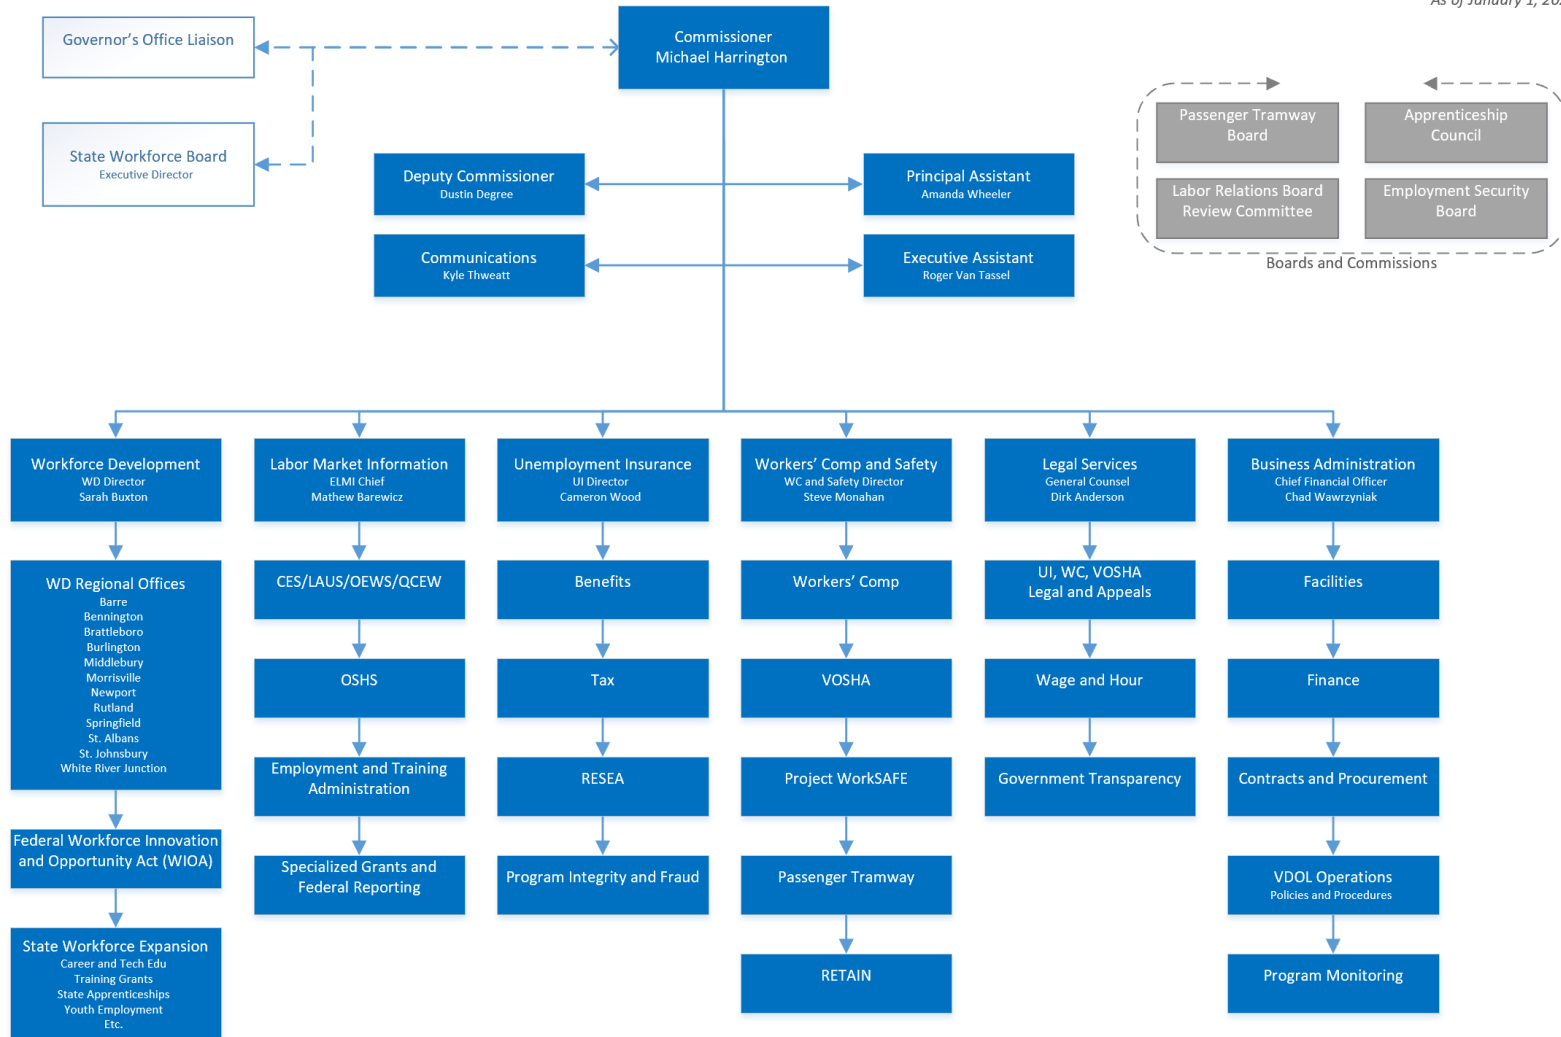 As of January 1,
Governor’s Office Liaison
Commissioner
Michael Harrington
State Workforce Board
Executive Director
Deputy Commissioner
Dustin Degree
Principal Assistant
Amanda Wheeler
Communications
Kyle Thweatt
Executive Assistant
Roger Van Tassel
Passenger Tramway
Board
Apprenticeship
Council
Labor Relations Board
Review Committee
Employment Security
Board
Boards and Commissions
Workforce Development
WD Director
Sarah Buxton
WD Regional Offices
Barre
Bennington
Brattleboro
Burlington
Middlebury
Morrisville
Newport
Rutland
Springfield
St. Albans
St. Johnsbury
White River Junction
Federal Workforce Innovation
and Opportunity Act (WIOA)
State Workforce Expansion
Career and Tech Edu
Training Grants
State Apprenticeships
Youth Employment
Etc.
Labor Market Information
ELMI Chief
Mathew Barewicz
CES/LAUS/OEWS/QCEW
OSHS
Employment and Training
Administration
Specialized Grants and
Federal Reporting
Unemployment Insurance
UI Director
Cameron Wood
Benefits
Tax
RESEA
Program Integrity and Fraud
Workers’ Comp and Safety
WC and Safety Director
Steve Monahan
Workers’ Comp
VOSHA
Project WorkSAFE
Passenger Tramway
RETAIN
Legal Services
General Counsel
Dirk Anderson
UI, WC, VOSHA
Legal and Appeals
Wage and Hour
Government Transparency
Business Administration
Chief Financial Officer
Chad Wawrzyniak
Facilities
Finance
Contracts and Procurement
VDOL Operations
Policies and Procedures
Program Monitoring